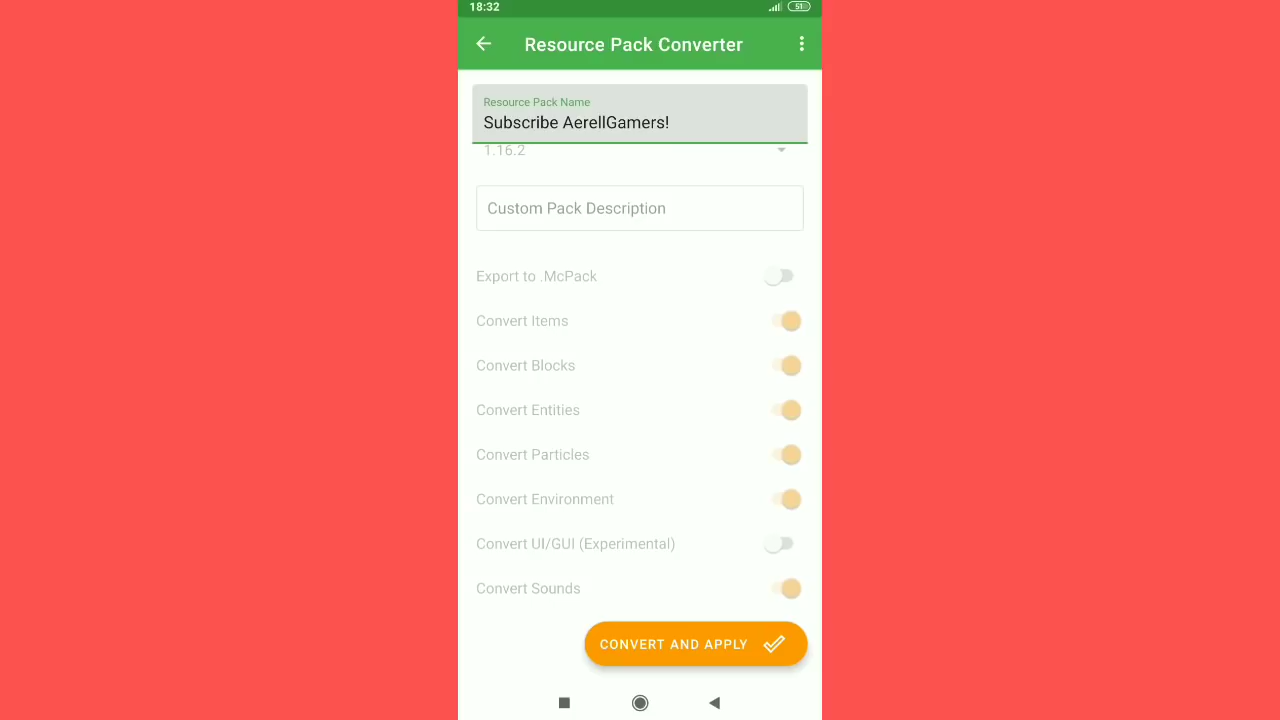 18:32
51
Resource Pack Converter
Resource Pack Name
Subscribe AerellGamers!
1.16.2
Custom Pack Description
Export to .McPack
Convert Items
Convert Blocks
Convert Entities
Convert Particles
Convert Environment
Convert UI/GUI (Experimental)
Convert Sounds
CONVERT AND APPLY